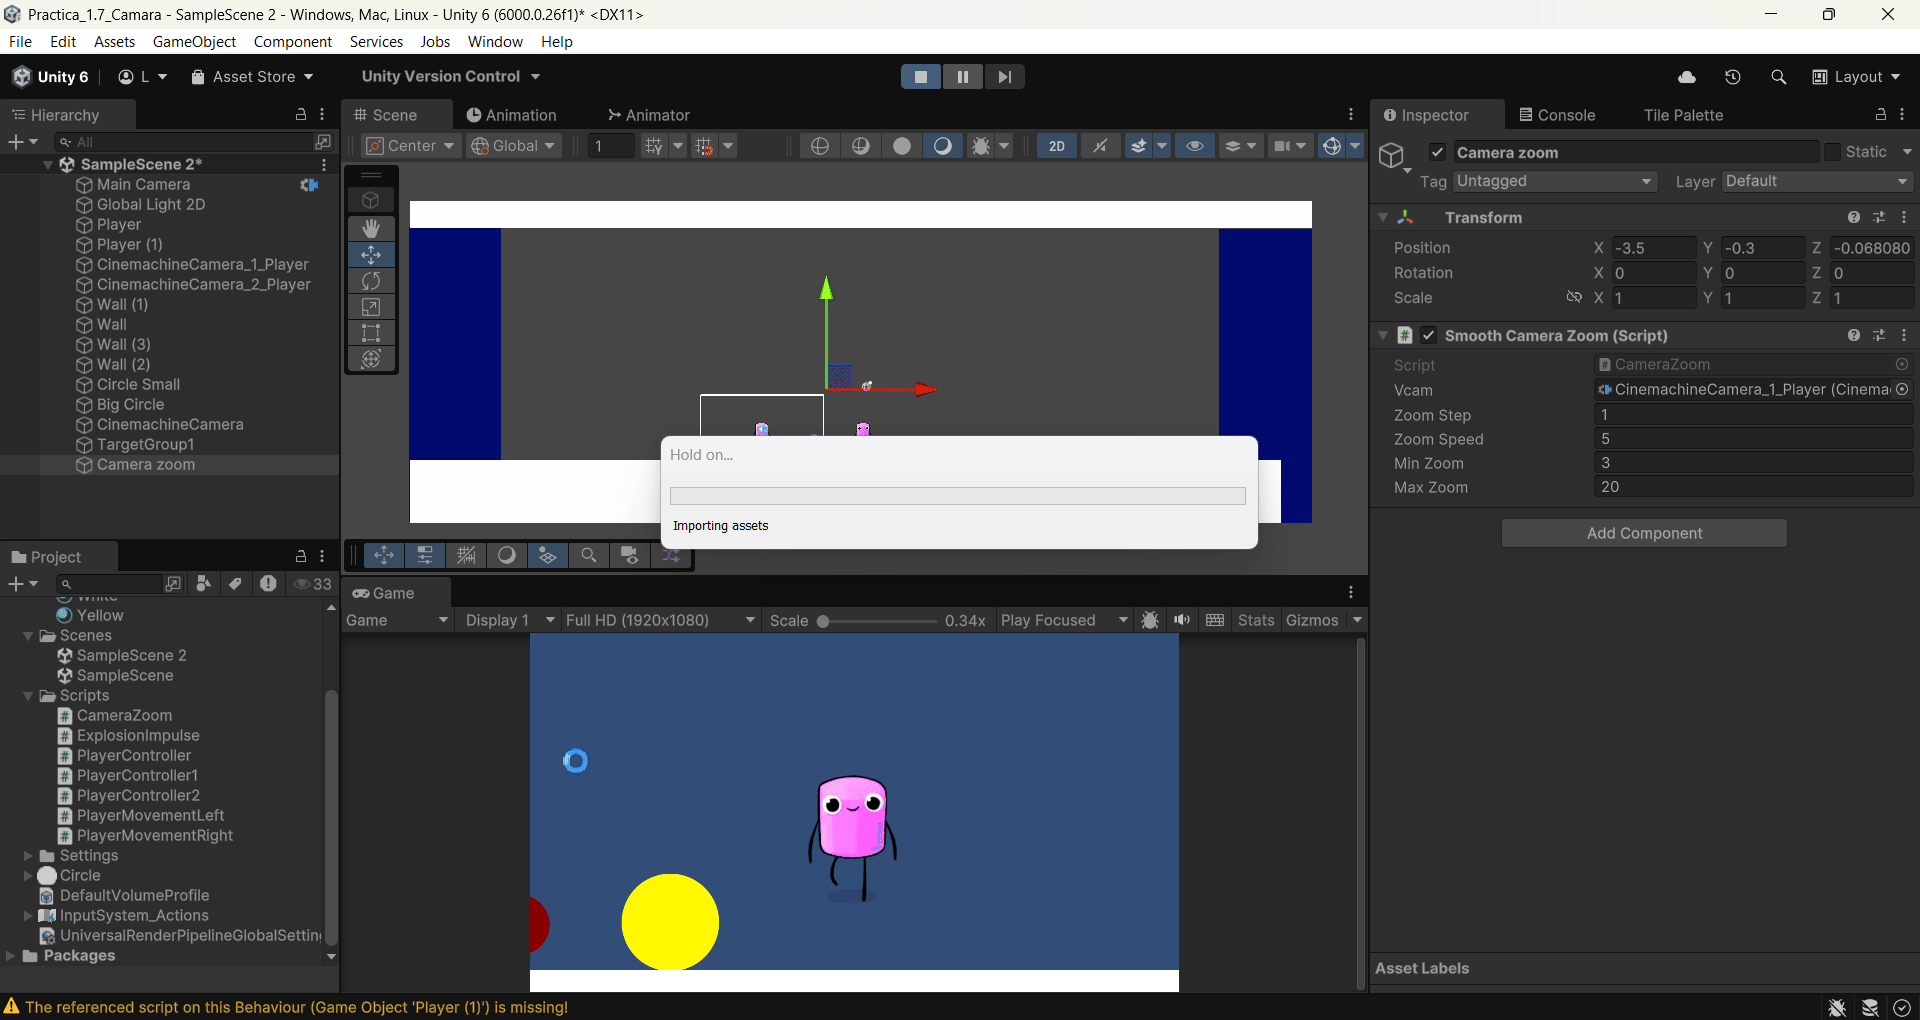 Practica_1.7_Camara - SampleScene 2 - Windows, Mac, Linux - Unity 6 (6000.0.26f1)* <DX11>
File Edit Assets GameObject Component Services Jobs Window Help
Unity 6 L Asset Store Unity Version Control Layout
Hierarchy
All
SampleScene 2*
Main Camera
Global Light 2D
Player
Player (1)
CinemachineCamera_1_Player
CinemachineCamera_2_Player
Wall (1)
Wall
Wall (3)
Wall (2)
Circle Small
Big Circle
CinemachineCamera
TargetGroup1
Camera zoom
Scene Animation Animator
Center Global 1 2D
Hold on...
Importing assets
Project
33
White
Yellow
Scenes
SampleScene 2
SampleScene
Scripts
CameraZoom
ExplosionImpulse
PlayerController
PlayerController1
PlayerController2
PlayerMovementLeft
PlayerMovementRight
Settings
Circle
DefaultVolumeProfile
InputSystem_Actions
UniversalRenderPipelineGlobalSettin
Packages
Game
Game Display 1 Full HD (1920x1080) Scale 0.34x Play Focused Stats Gizmos
Inspector Console Tile Palette
Camera zoom Static
Tag Untagged Layer Default
Transform
Position X -3.5 Y -0.3 Z -0.068080
Rotation X 0 Y 0 Z 0
Scale X 1 Y 1 Z 1
Smooth Camera Zoom (Script)
Script CameraZoom
Vcam CinemachineCamera_1_Player (Cinema
Zoom Step 1
Zoom Speed 5
Min Zoom 3
Max Zoom 20
Add Component
Asset Labels
The referenced script on this Behaviour (Game Object 'Player (1)') is missing!